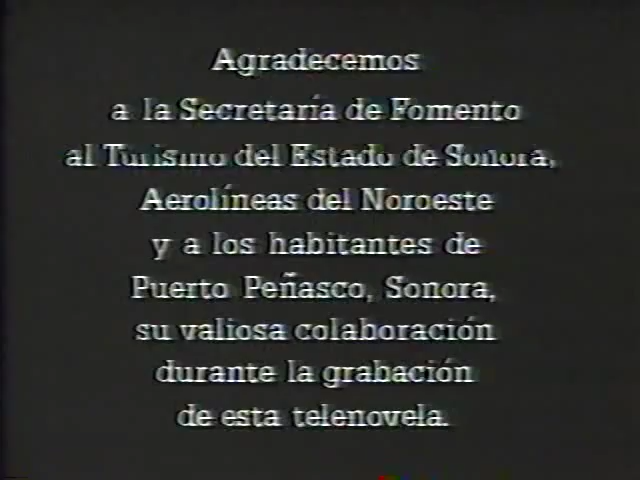 Agradecemos
a la Secretaría de Fomento
al Turismo del Estado de Sonora,
Aerolíneas del Noroeste
y a los habitantes de
Puerto Peñasco, Sonora,
su valiosa colaboración
durante la grabación
de esta telenovela.